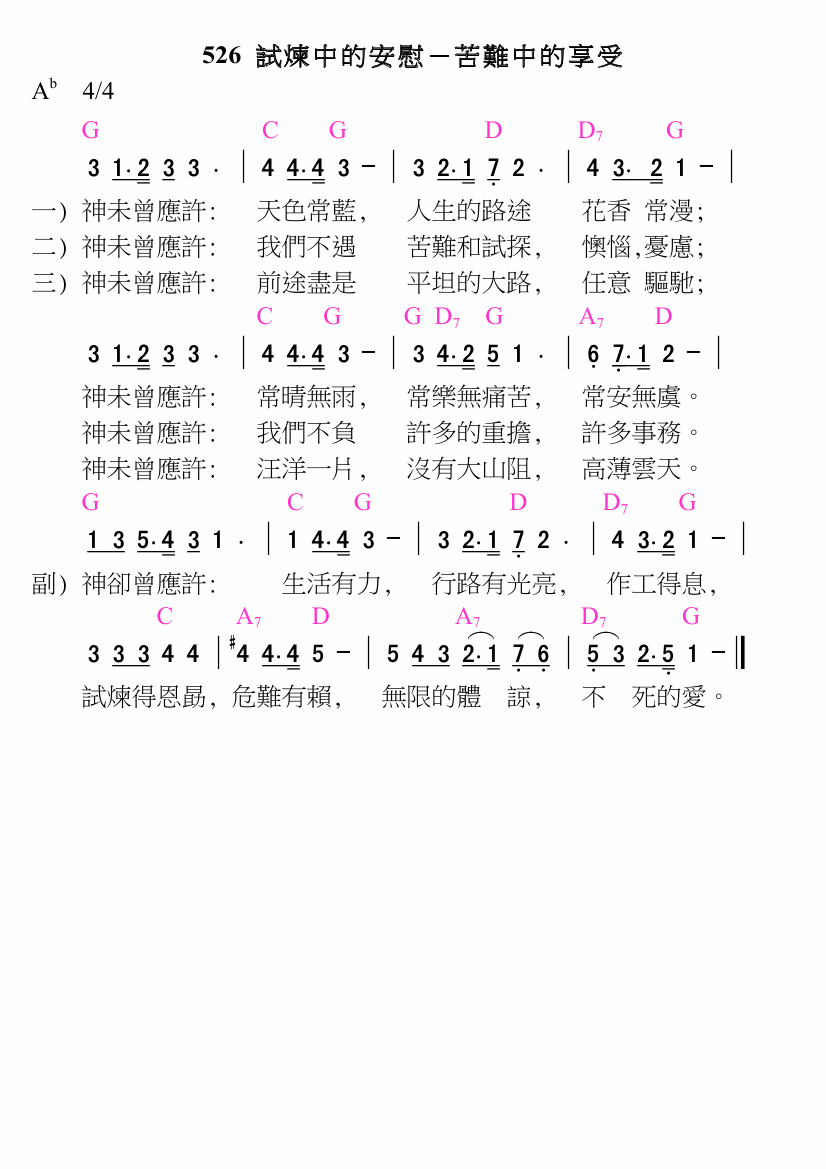 526 試煉中的安慰－苦難中的享受
A♭ 4/4
G C G D D7 G
3 1·2 3 3 · | 4 4·4 3 － | 3 2·1 7 2 · | 4 3· 2 1 － |
一) 神未曾應許： 天色常藍， 人生的路途 花香 常漫；
二) 神未曾應許： 我們不遇 苦難和試探， 懊惱，憂慮；
三) 神未曾應許： 前途盡是 平坦的大路， 任意 驅馳；
C G G D7 G A7 D
3 1·2 3 3 · | 4 4·4 3 － | 3 4·2 5 1 · | 6 7·1 2 － |
神未曾應許： 常晴無雨， 常樂無痛苦， 常安無虞。
神未曾應許： 我們不負 許多的重擔， 許多事務。
神未曾應許： 汪洋一片， 沒有大山阻， 高薄雲天。
G C G D D7 G
1 3 5·4 3 1 · | 1 4·4 3 － | 3 2·1 7 2 · | 4 3·2 1 － |
副) 神卻曾應許： 生活有力， 行路有光亮， 作工得息，
C A7 D A7 D7 G
3 3 3 4 4 | #4 4·4 5 － | 5 4 3 2·1 7 6 | 5 3 2·5 1 － ‖
試煉得恩勗，危難有賴， 無限的體 諒， 不 死的愛。